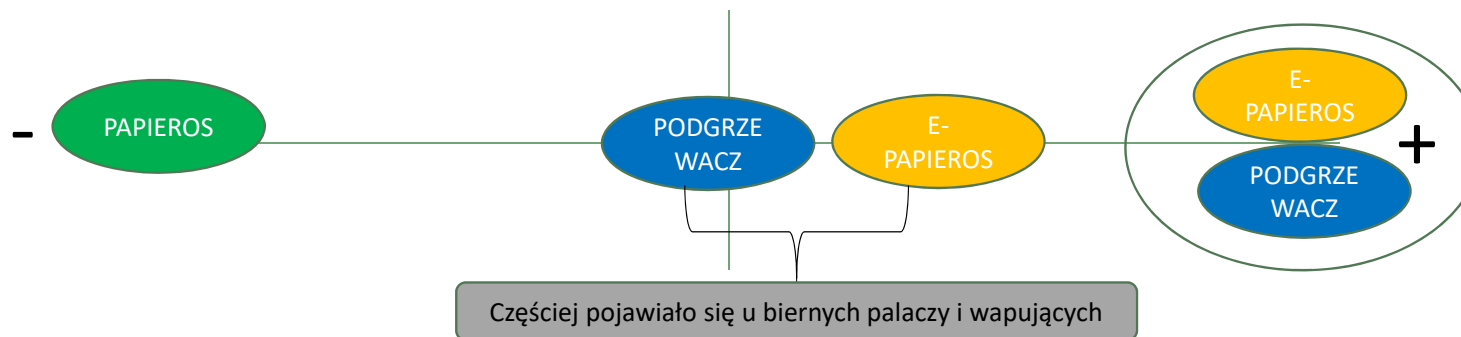 -
PAPIEROS
PODGRZE
WACZ
E-
PAPIEROS
E-
PAPIEROS
PODGRZE
WACZ
+
Częściej pojawiało się u biernych palaczy i wapujących